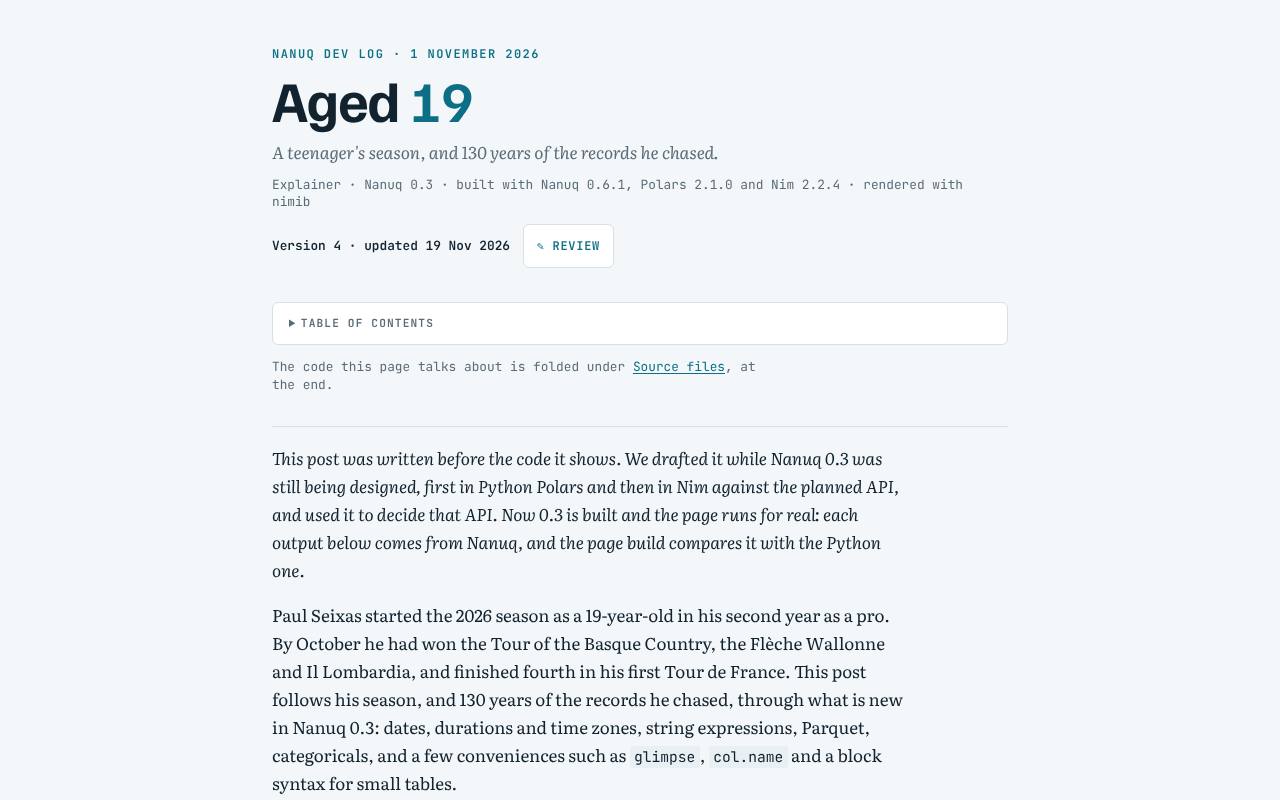 NANUQ DEV LOG · 1 NOVEMBER 2026
Aged 19
A teenager's season, and 130 years of the records he chased.
Explainer · Nanuq 0.3 · built with Nanuq 0.6.1, Polars 2.1.0 and Nim 2.2.4 · rendered with
nimib
Version 4 · updated 19 Nov 2026 ✎ REVIEW
▶ TABLE OF CONTENTS
The code this page talks about is folded under Source files, at
the end.
This post was written before the code it shows. We drafted it while Nanuq 0.3 was
still being designed, first in Python Polars and then in Nim against the planned API,
and used it to decide that API. Now 0.3 is built and the page runs for real: each
output below comes from Nanuq, and the page build compares it with the Python
one.
Paul Seixas started the 2026 season as a 19-year-old in his second year as a pro.
By October he had won the Tour of the Basque Country, the Flèche Wallonne
and Il Lombardia, and finished fourth in his first Tour de France. This post
follows his season, and 130 years of the records he chased, through what is new
in Nanuq 0.3: dates, durations and time zones, string expressions, Parquet,
categoricals, and a few conveniences such as glimpse, col.name and a block
syntax for small tables.